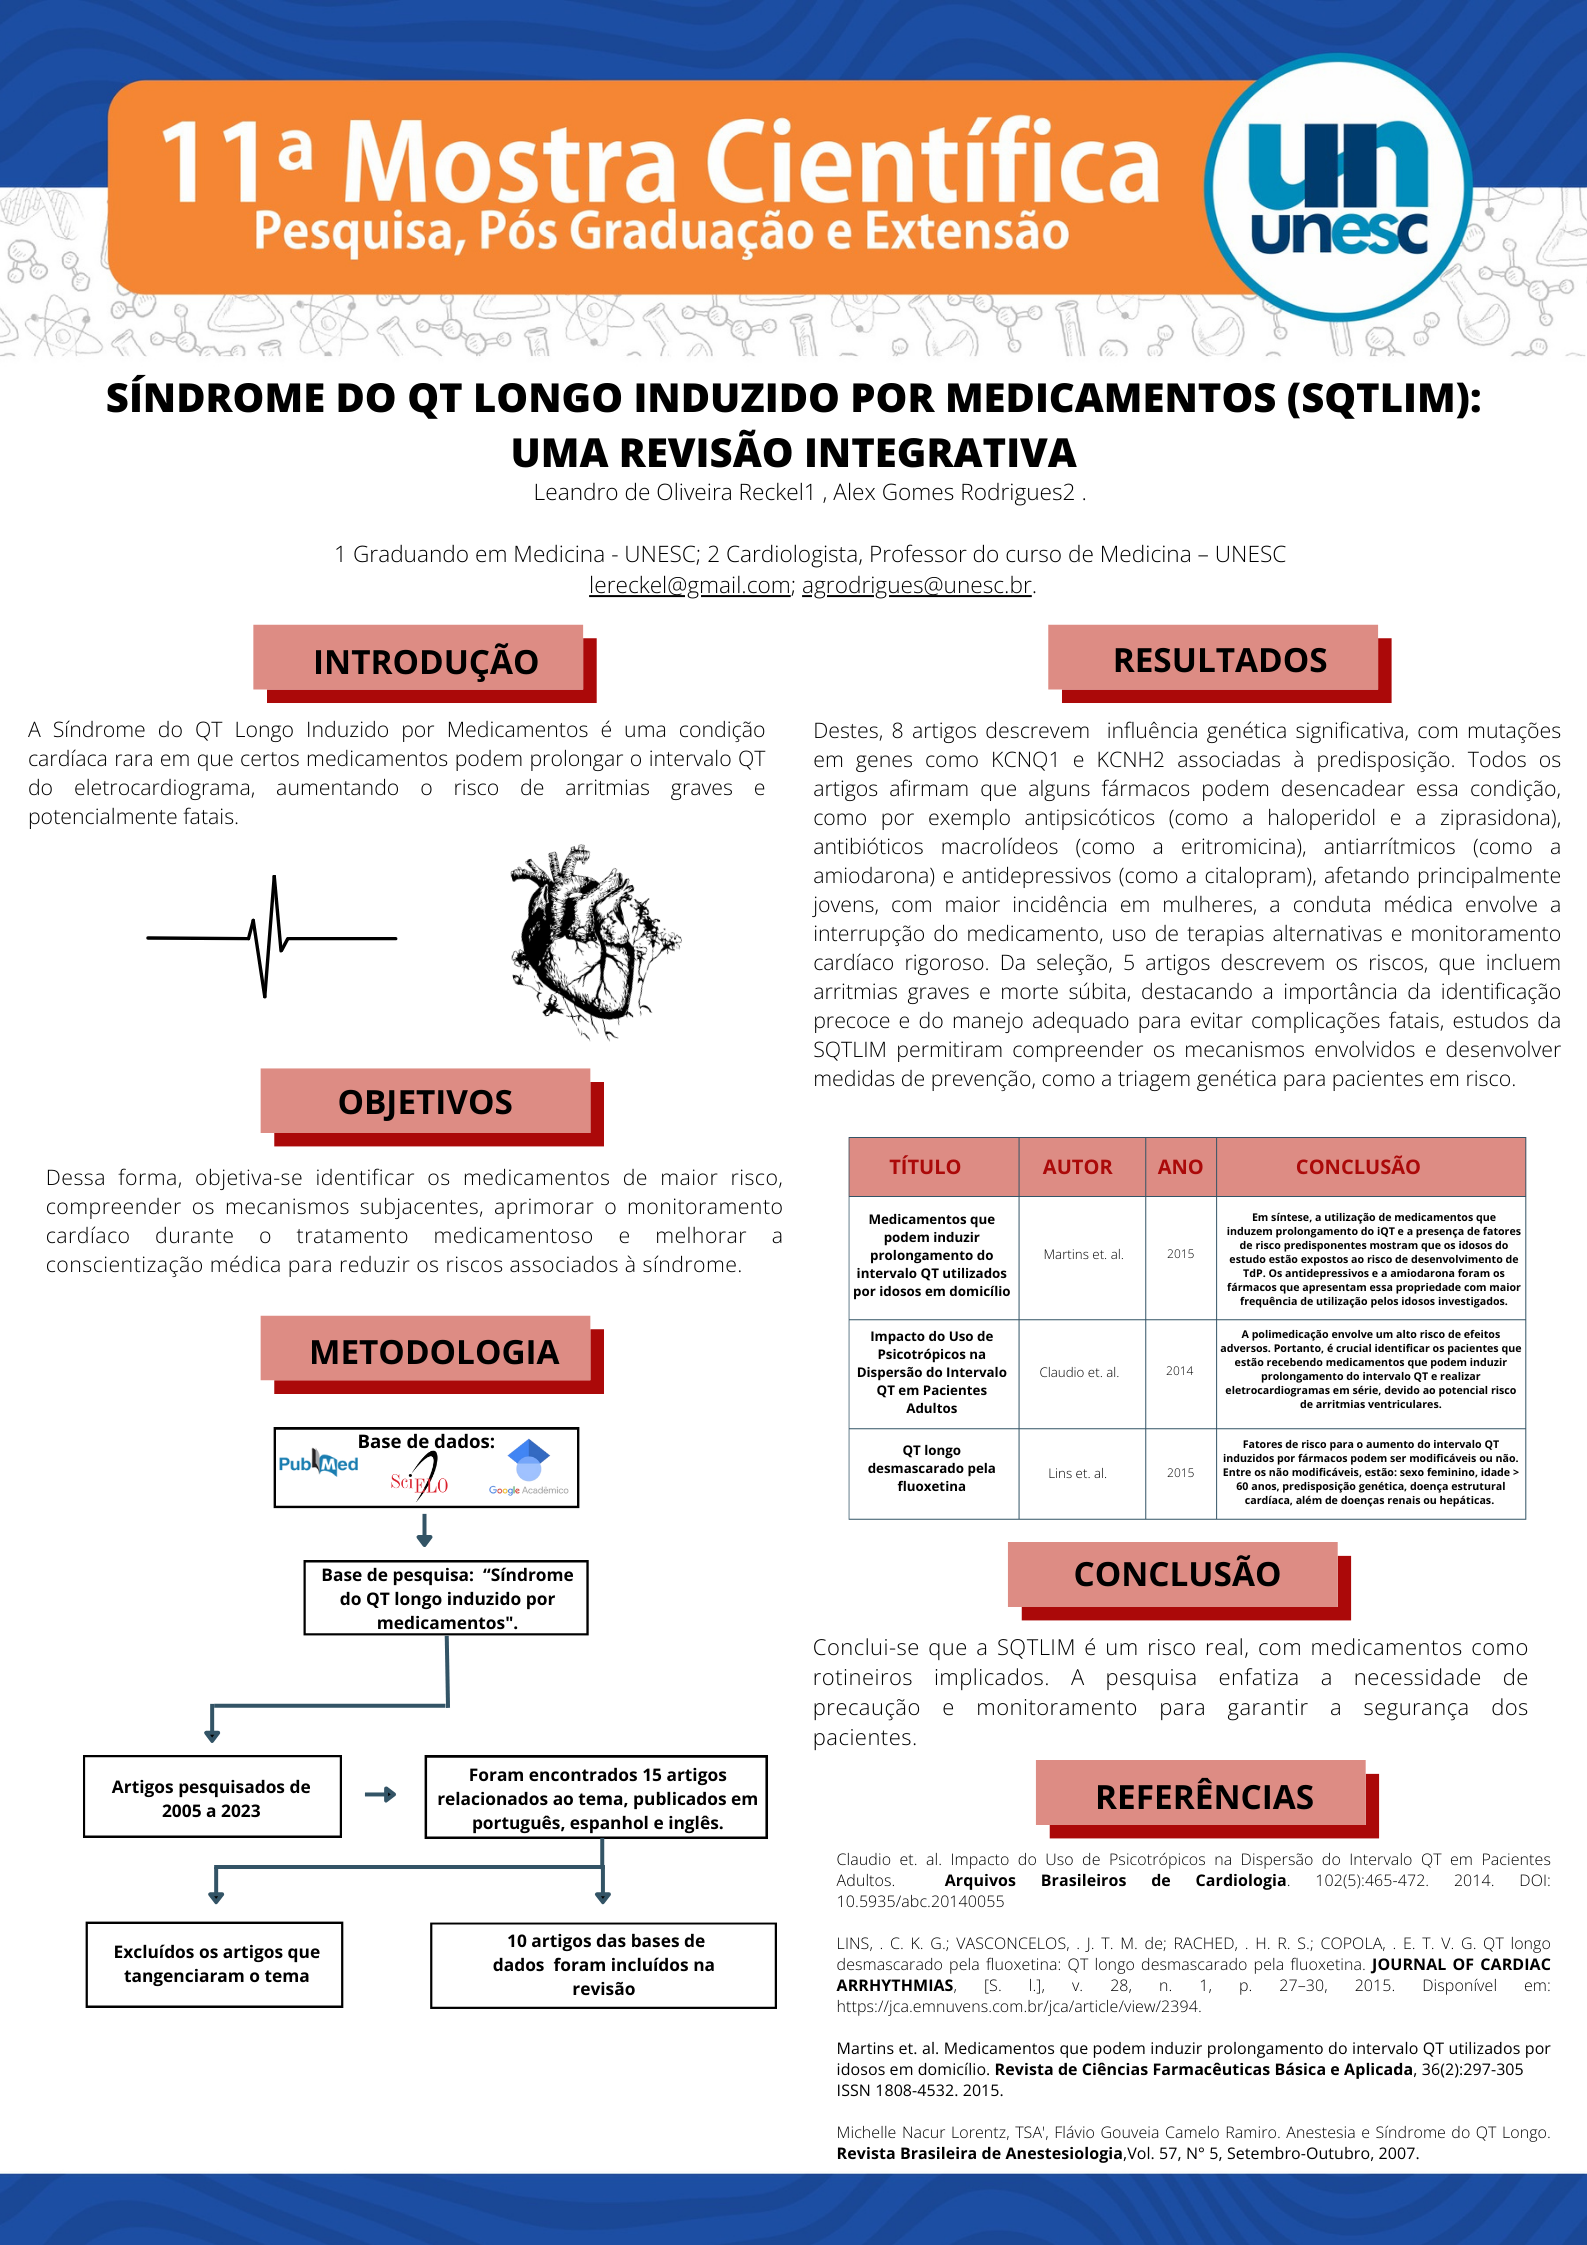 11ª Mostra Científica
Pesquisa, Pós Graduação e Extensão
un
unesc
SÍNDROME DO QT LONGO INDUZIDO POR MEDICAMENTOS (SQTLIM):
UMA REVISÃO INTEGRATIVA
Leandro de Oliveira Reckel1 , Alex Gomes Rodrigues2 .
1 Graduando em Medicina - UNESC; 2 Cardiologista, Professor do curso de Medicina – UNESC
lereckel@gmail.com; agrodrigues@unesc.br.
INTRODUÇÃO
A Síndrome do QT Longo Induzido por Medicamentos é uma condição
cardíaca rara em que certos medicamentos podem prolongar o intervalo QT
do eletrocardiograma, aumentando o risco de arritmias graves e
potencialmente fatais.
OBJETIVOS
Dessa forma, objetiva-se identificar os medicamentos de maior risco,
compreender os mecanismos subjacentes, aprimorar o monitoramento
cardíaco durante o tratamento medicamentoso e melhorar a
conscientização médica para reduzir os riscos associados à síndrome.
METODOLOGIA
Base de dados:
PubMed
SciELO
Google Acadêmico
Base de pesquisa: “Síndrome
do QT longo induzido por
medicamentos".
Artigos pesquisados de
2005 a 2023
Foram encontrados 15 artigos
relacionados ao tema, publicados em
português, espanhol e inglês.
Excluídos os artigos que
tangenciaram o tema
10 artigos das bases de
dados foram incluídos na
revisão
RESULTADOS
Destes, 8 artigos descrevem influência genética significativa, com mutações
em genes como KCNQ1 e KCNH2 associadas à predisposição. Todos os
artigos afirmam que alguns fármacos podem desencadear essa condição,
como por exemplo antipsicóticos (como a haloperidol e a ziprasidona),
antibióticos macrolídeos (como a eritromicina), antiarrítmicos (como a
amiodarona) e antidepressivos (como a citalopram), afetando principalmente
jovens, com maior incidência em mulheres, a conduta médica envolve a
interrupção do medicamento, uso de terapias alternativas e monitoramento
cardíaco rigoroso. Da seleção, 5 artigos descrevem os riscos, que incluem
arritmias graves e morte súbita, destacando a importância da identificação
precoce e do manejo adequado para evitar complicações fatais, estudos da
SQTLIM permitiram compreender os mecanismos envolvidos e desenvolver
medidas de prevenção, como a triagem genética para pacientes em risco.
TÍTULO AUTOR ANO CONCLUSÃO
Medicamentos que
podem induzir
prolongamento do
intervalo QT utilizados
por idosos em domicílio
Martins et. al.
2015
Em síntese, a utilização de medicamentos que
induzem prolongamento do iQT e a presença de fatores
de risco predisponentes mostram que os idosos do
estudo estão expostos ao risco de desenvolvimento de
TdP. Os antidepressivos e a amiodarona foram os
fármacos que apresentam essa propriedade com maior
frequência de utilização pelos idosos investigados.
Impacto do Uso de
Psicotrópicos na
Dispersão do Intervalo
QT em Pacientes
Adultos
Claudio et. al.
2014
A polimedicação envolve um alto risco de efeitos
adversos. Portanto, é crucial identificar os pacientes que
estão recebendo medicamentos que podem induzir
prolongamento do intervalo QT e realizar
eletrocardiogramas em série, devido ao potencial risco
de arritmias ventriculares.
QT longo
desmascarado pela
fluoxetina
Lins et. al.
2015
Fatores de risco para o aumento do intervalo QT
induzidos por fármacos podem ser modificáveis ou não.
Entre os não modificáveis, estão: sexo feminino, idade >
60 anos, predisposição genética, doença estrutural
cardíaca, além de doenças renais ou hepáticas.
CONCLUSÃO
Conclui-se que a SQTLIM é um risco real, com medicamentos como
rotineiros implicados. A pesquisa enfatiza a necessidade de
precaução e monitoramento para garantir a segurança dos
pacientes.
REFERÊNCIAS
Claudio et. al. Impacto do Uso de Psicotrópicos na Dispersão do Intervalo QT em Pacientes
Adultos. Arquivos Brasileiros de Cardiologia. 102(5):465-472. 2014. DOI:
10.5935/abc.20140055
LINS, . C. K. G.; VASCONCELOS, . J. T. M. de; RACHED, . H. R. S.; COPOLA, . E. T. V. G. QT longo
desmascarado pela fluoxetina: QT longo desmascarado pela fluoxetina. JOURNAL OF CARDIAC
ARRHYTHMIAS, [S. l.], v. 28, n. 1, p. 27–30, 2015. Disponível em:
https://jca.emnuvens.com.br/jca/article/view/2394.
Martins et. al. Medicamentos que podem induzir prolongamento do intervalo QT utilizados por
idosos em domicílio. Revista de Ciências Farmacêuticas Básica e Aplicada, 36(2):297-305
ISSN 1808-4532. 2015.
Michelle Nacur Lorentz, TSA', Flávio Gouveia Camelo Ramiro. Anestesia e Síndrome do QT Longo.
Revista Brasileira de Anestesiologia,Vol. 57, N° 5, Setembro-Outubro, 2007.